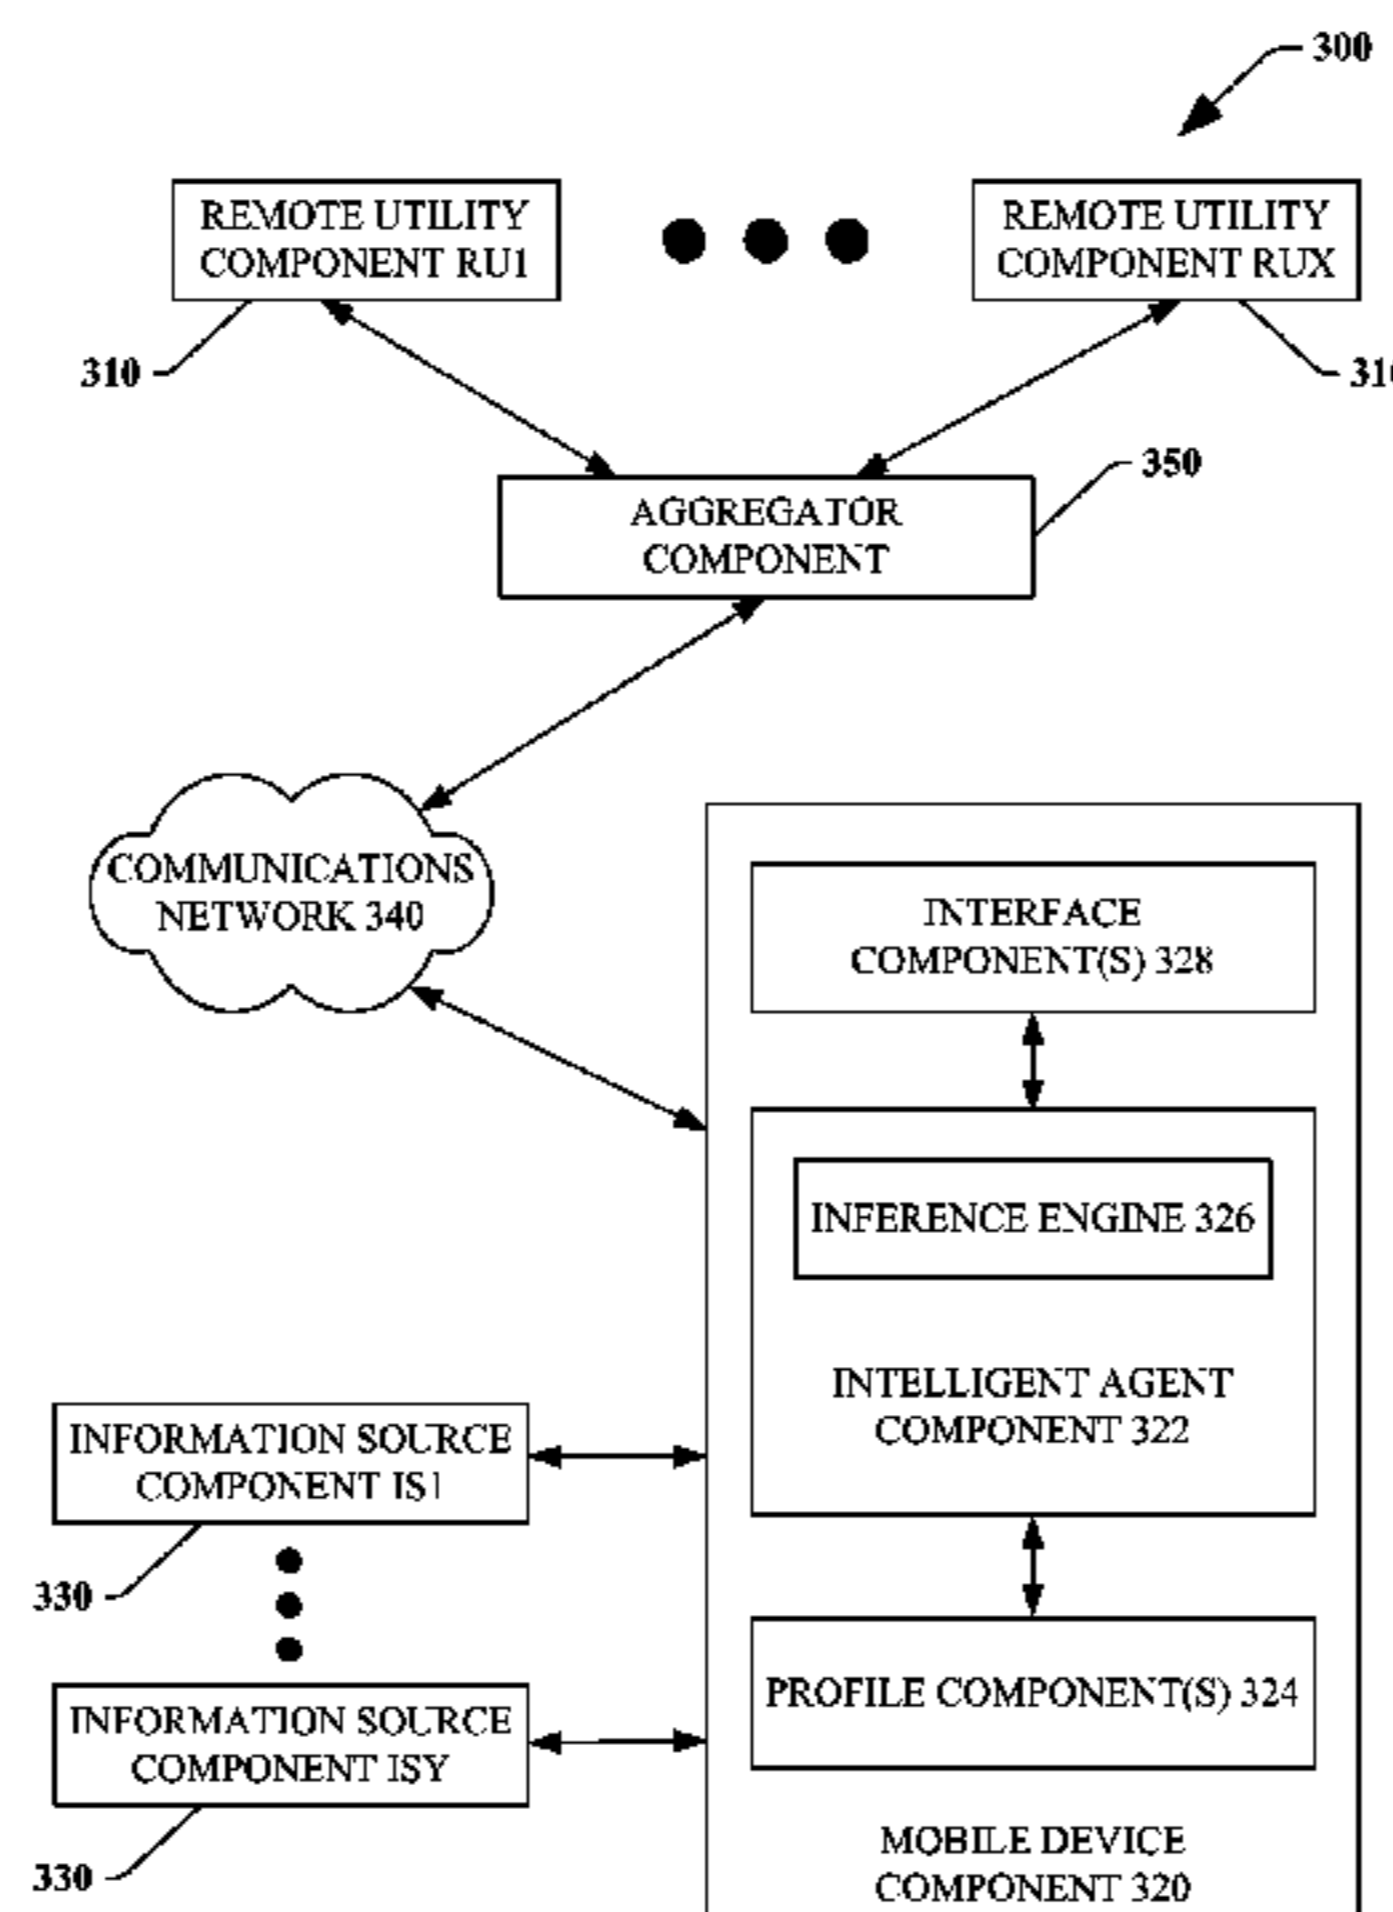 300
REMOTE UTILITY
COMPONENT RU1
REMOTE UTILITY
COMPONENT RUX
310
310
350
AGGREGATOR
COMPONENT
COMMUNICATIONS
NETWORK 340
INTERFACE
COMPONENT(S) 328
INFERENCE ENGINE 326
INTELLIGENT AGENT
COMPONENT 322
INFORMATION SOURCE
COMPONENT IS1
330
PROFILE COMPONENT(S) 324
INFORMATION SOURCE
COMPONENT ISY
330
MOBILE DEVICE
COMPONENT 320